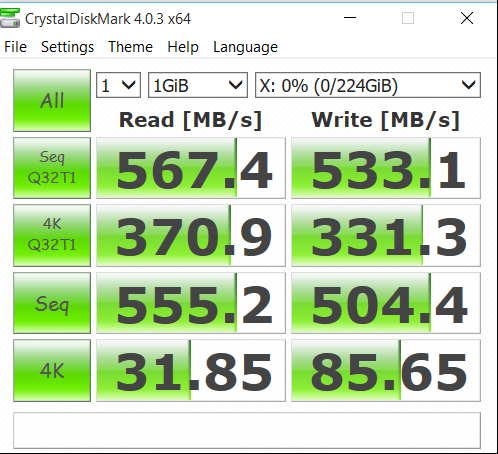 CrystalDiskMark 4.0.3 x64
File Settings Theme Help Language
All 1 1GiB X: 0% (0/224GiB)
Read [MB/s] Write [MB/s]
Seq
Q32T1 567.4 533.1
4K
Q32T1 370.9 331.3
Seq 555.2 504.4
4K 31.85 85.65